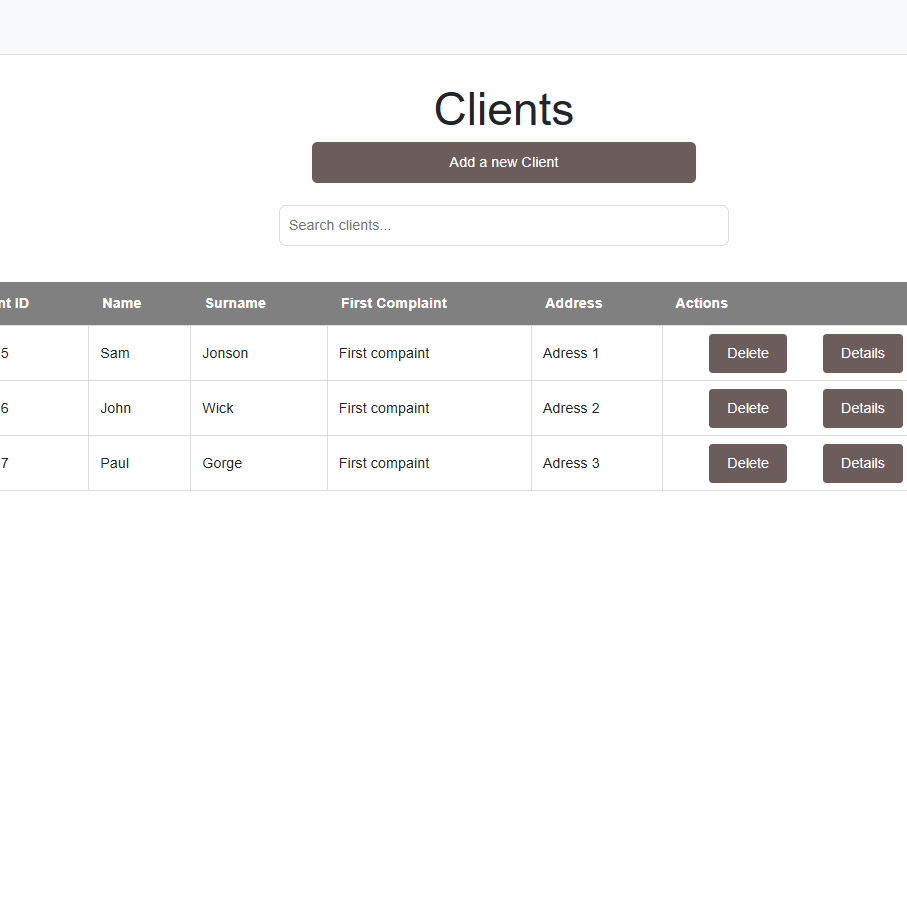 Clients
Add a new Client
Search clients...
nt ID Name Surname First Complaint Address Actions
5 Sam Jonson First compaint Adress 1 Delete Details
6 John Wick First compaint Adress 2 Delete Details
7 Paul Gorge First compaint Adress 3 Delete Details